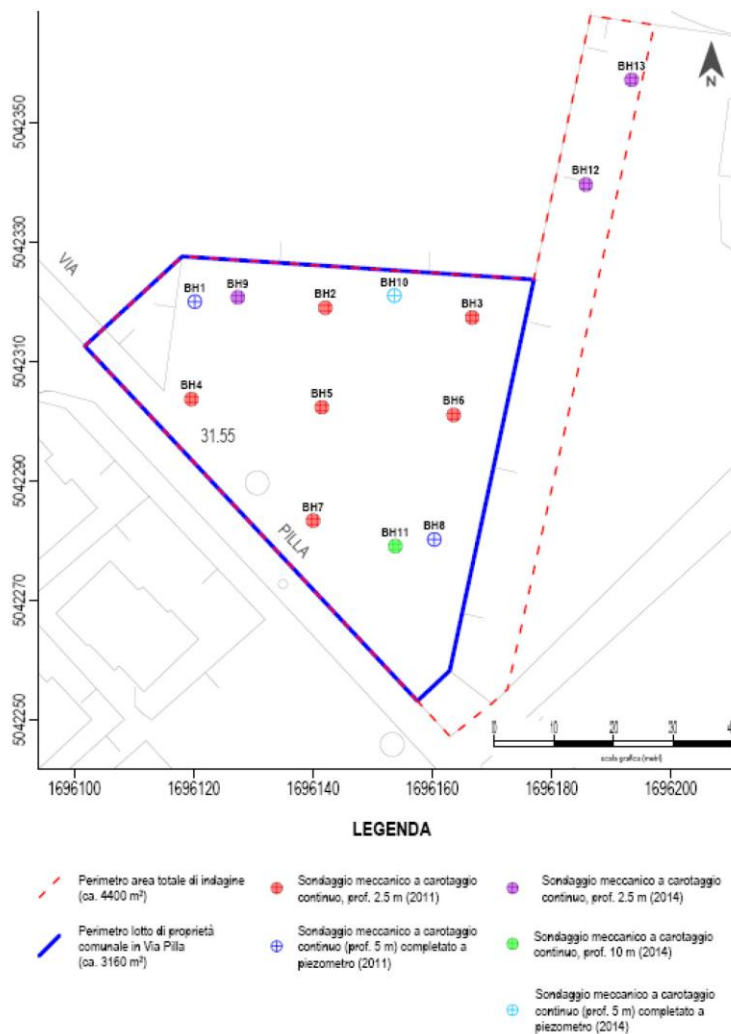 BH13
N
5042350
BH12
5042330
VIA
BH1
BH9
BH2
BH10
BH3
5042310
BH4
BH5
BH6
31.55
5042290
BH7
PILLA
BH11
BH8
5042270
5042250
0 10 20 30 40
scala grafica (metri)
1696100 1696120 1696140 1696160 1696180 1696200
LEGENDA
Perimetro area totale di indagine
(ca. 4400 m²)
Perimetro lotto di proprietà
comunale in Via Pilla
(ca. 3160 m²)
Sondaggio meccanico a carotaggio
continuo, prof. 2.5 m (2011)
Sondaggio meccanico a carotaggio
continuo (prof. 5 m) completato a
piezometro (2011)
Sondaggio meccanico a carotaggio
continuo, prof. 2.5 m (2014)
Sondaggio meccanico a carotaggio
continuo, prof. 10 m (2014)
Sondaggio meccanico a carotaggio
continuo (prof. 5 m) completato a
piezometro (2014)